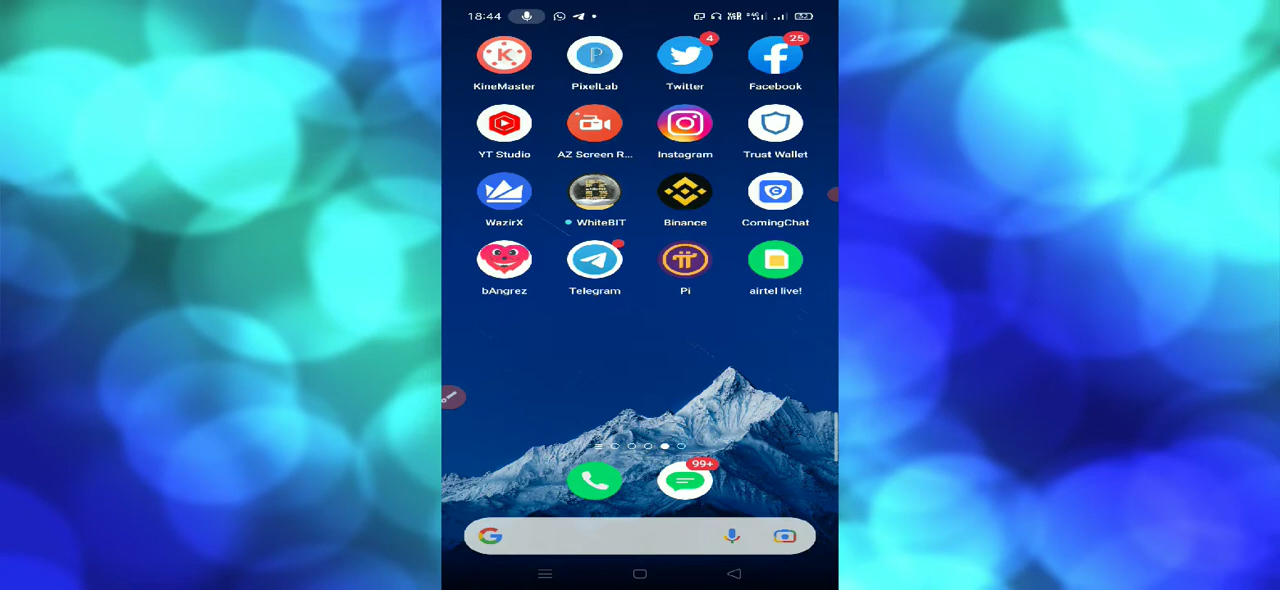 18:44
KineMaster
PixelLab
4
Twitter
25
Facebook
YT Studio
AZ Screen R...
Instagram
Trust Wallet
WazirX
WhiteBIT
Binance
ComingChat
bAngrez
Telegram
Pi
airtel live!
99+